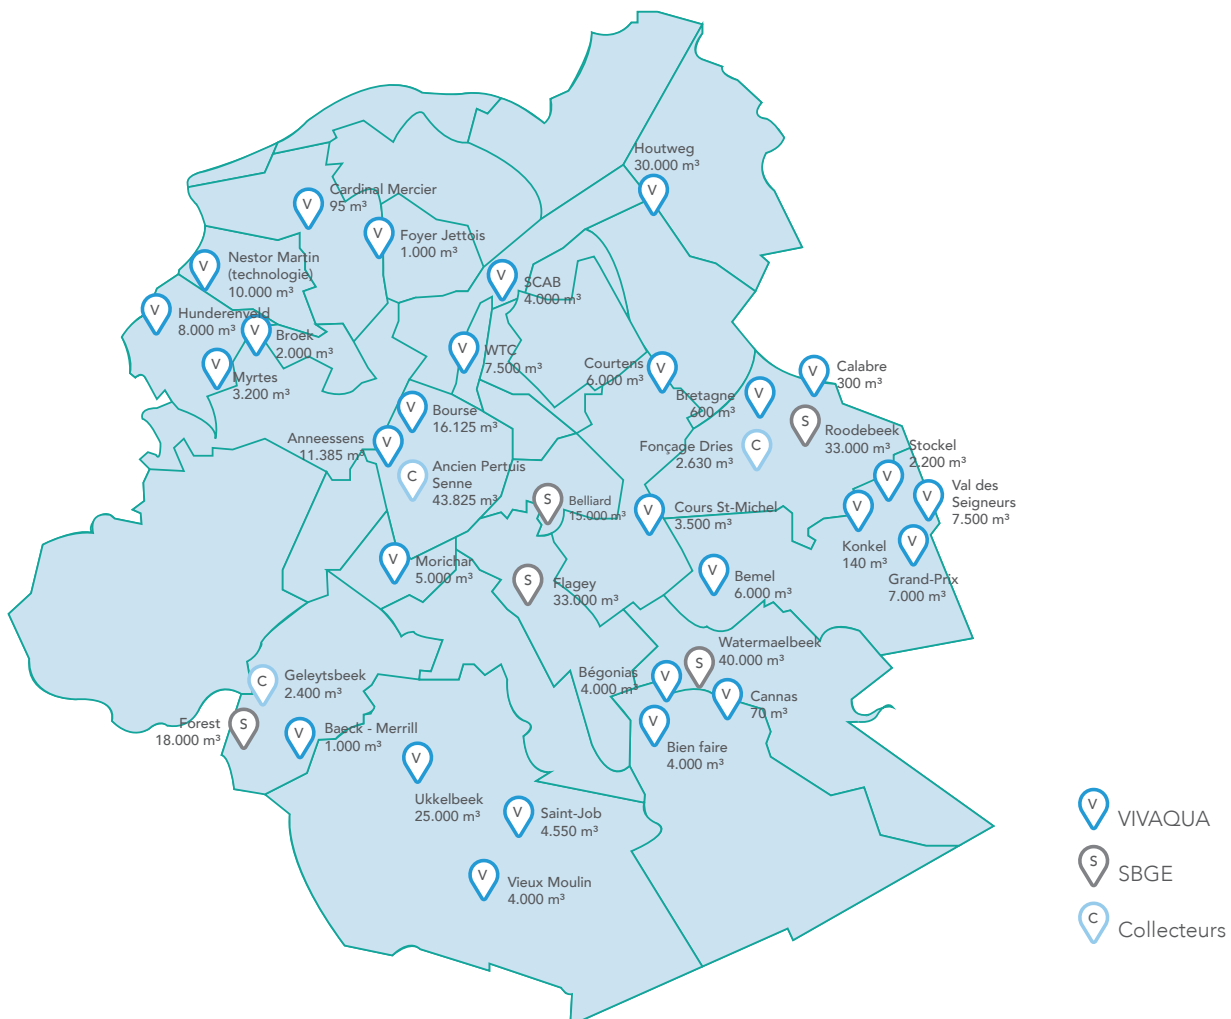 Houtweg
30.000 m³
V
Cardinal Mercier
95 m³
V
Foyer Jettois
1.000 m³
V
Nestor Martin
(technologie)
10.000 m³
V
SCAB
4.000 m³
V
Hunderenveld
8.000 m³
V
Broek
2.000 m³
V
WTC
7.500 m³
V
Myrtes
3.200 m³
V
Courtens
6.000 m³
V
Calabre
300 m³
V
Bretagne
600 m³
V
Bourse
16.125 m³
V
Roodebeek
33.000 m³
S
Anneessens
11.385 m³
V
Fonçage Dries
2.630 m³
C
Stockel
2.200 m³
V
Ancien Pertuis
Senne
43.825 m³
C
Val des
Seigneurs
7.500 m³
V
Belliard
15.000 m³
S
Cours St-Michel
3.500 m³
V
Konkel
140 m³
V
Grand-Prix
7.000 m³
V
Morichar
5.000 m³
V
Flagey
33.000 m³
S
Bemel
6.000 m³
V
Watermaelbeek
40.000 m³
S
Geleytsbeek
2.400 m³
C
Bégonias
4.000 m³
V
Cannas
70 m³
V
Forest
18.000 m³
S
Baeck - Merrill
1.000 m³
V
Bien faire
4.000 m³
V
Ukkelbeek
25.000 m³
V
Saint-Job
4.550 m³
V
Vieux Moulin
4.000 m³
V
V VIVAQUA
S SBGE
C Collecteurs